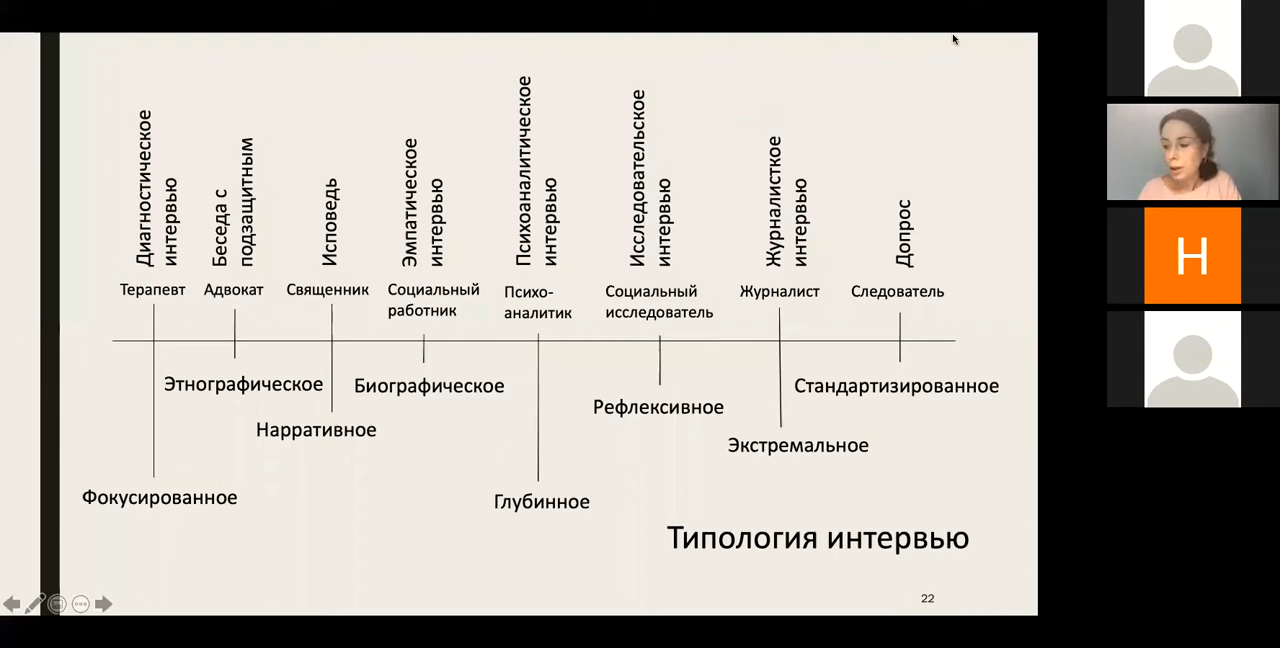 Диагностическое
интервью
Беседа с
подзащитным
Исповедь
Эмпатическое
интервью
Психоаналитическое
интервью
Исследовательское
интервью
Журналисткое
интервью
Допрос
Терапевт
Адвокат
Священник
Социальный
работник
Психо-
аналитик
Социальный
исследователь
Журналист
Следователь
Этнографическое
Биографическое
Стандартизированное
Рефлексивное
Нарративное
Экстремальное
Фокусированное
Глубинное
Типология интервью
22
Н